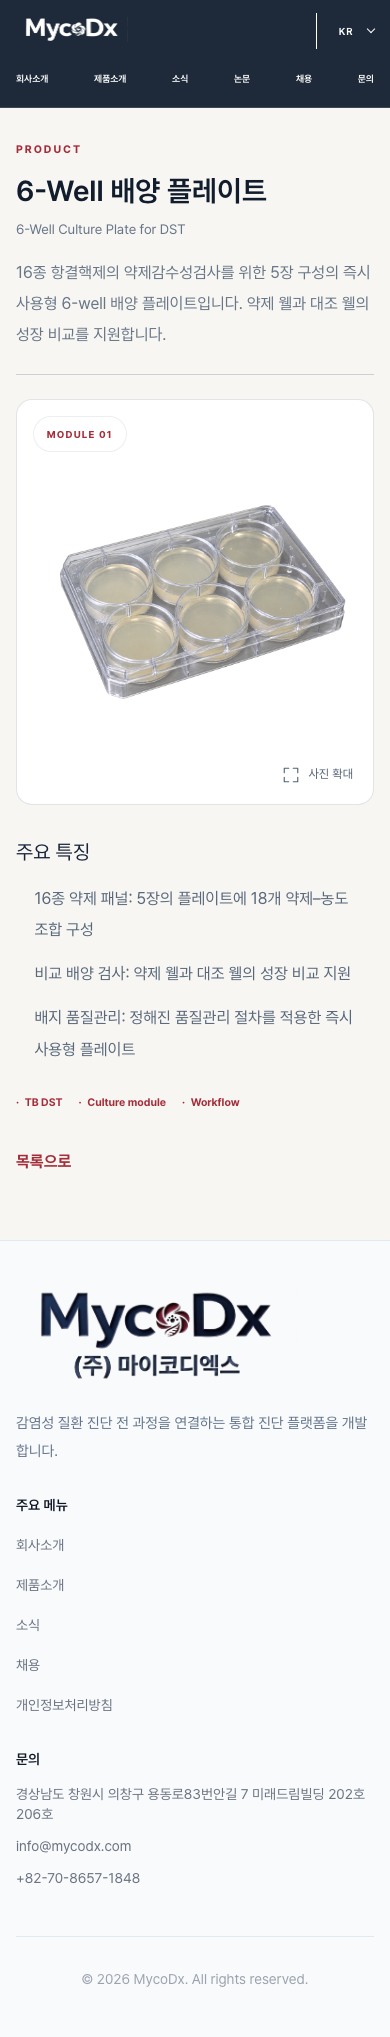 MycoDx
KR
회사소개 제품소개 소식 논문 채용 문의
PRODUCT
6-Well 배양 플레이트
6-Well Culture Plate for DST
16종 항결핵제의 약제감수성검사를 위한 5장 구성의 즉시
사용형 6-well 배양 플레이트입니다. 약제 웰과 대조 웰의
성장 비교를 지원합니다.
MODULE 01
사진 확대
주요 특징
16종 약제 패널: 5장의 플레이트에 18개 약제–농도
조합 구성
비교 배양 검사: 약제 웰과 대조 웰의 성장 비교 지원
배지 품질관리: 정해진 품질관리 절차를 적용한 즉시
사용형 플레이트
· TB DST · Culture module · Workflow
목록으로
MycoDx
(주) 마이코디엑스
감염성 질환 진단 전 과정을 연결하는 통합 진단 플랫폼을 개발
합니다.
주요 메뉴
회사소개
제품소개
소식
채용
개인정보처리방침
문의
경상남도 창원시 의창구 용동로83번안길 7 미래드림빌딩 202호
206호
info@mycodx.com
+82-70-8657-1848
© 2026 MycoDx. All rights reserved.